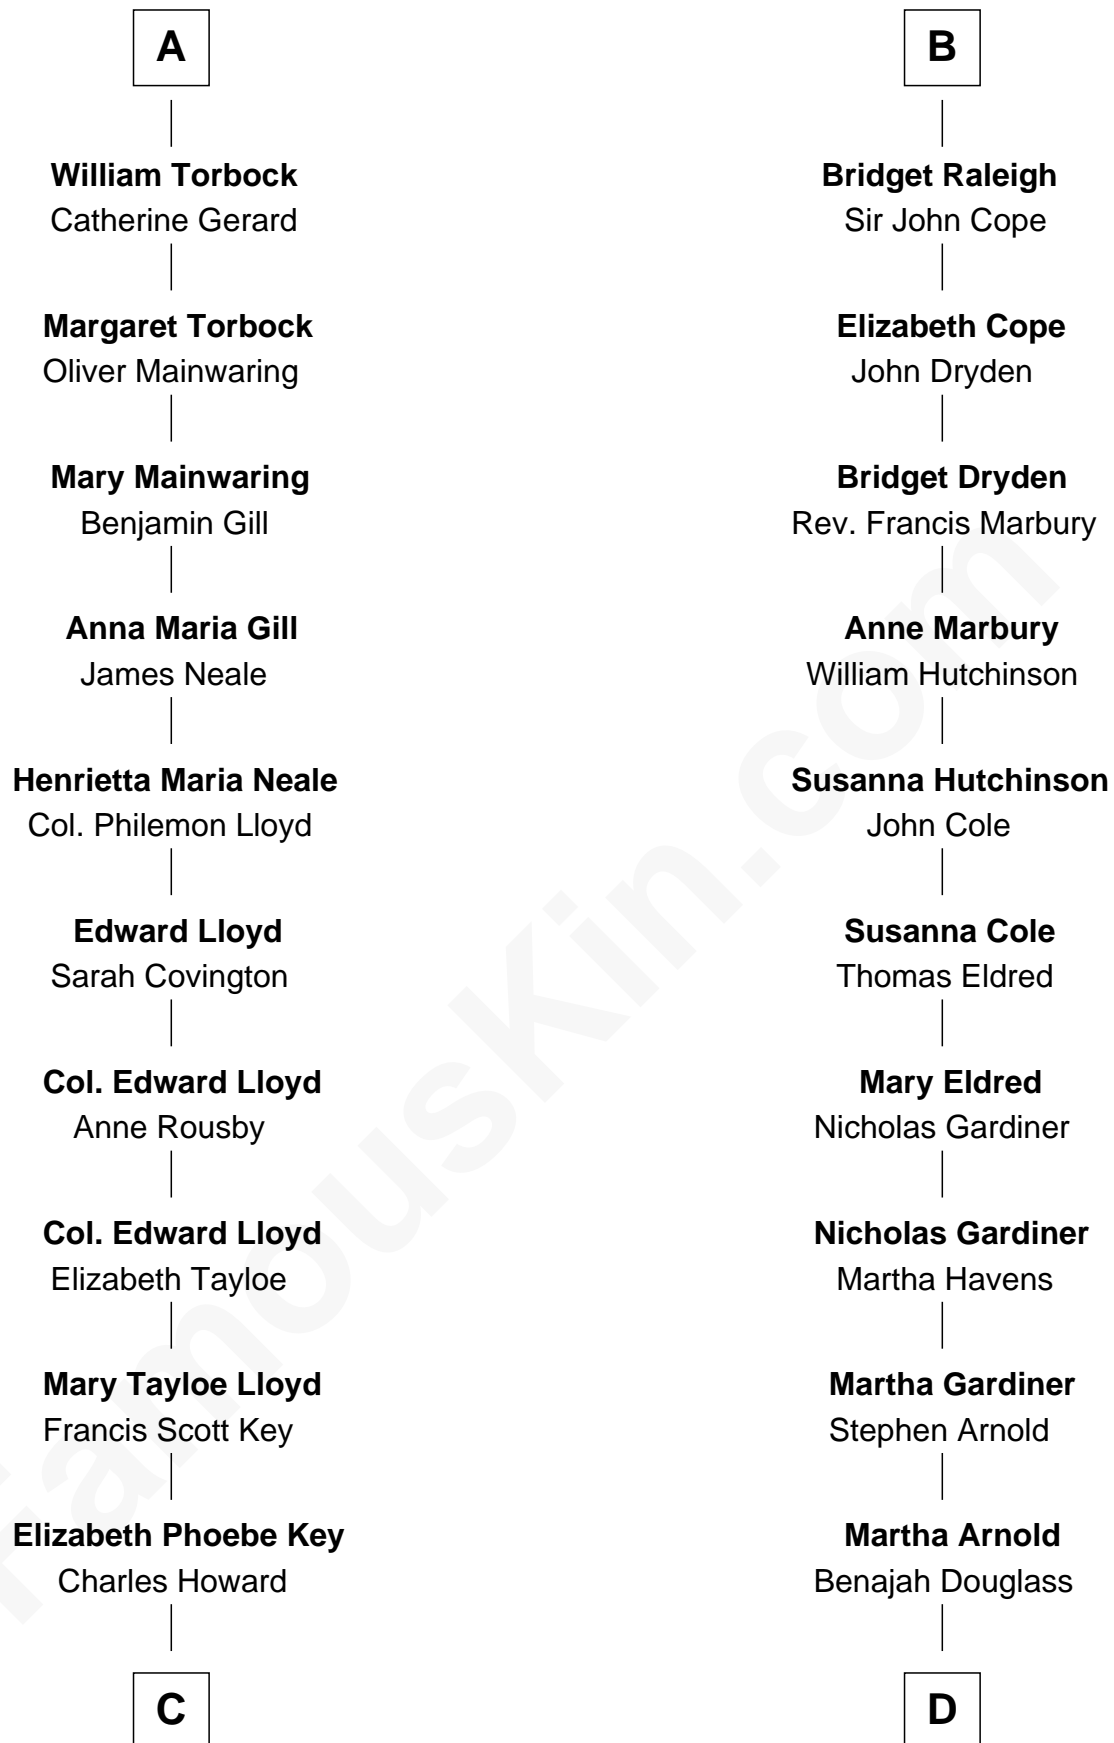 A
William Torbock
Catherine Gerard
Margaret Torbock
Oliver Mainwaring
Mary Mainwaring
Benjamin Gill
Anna Maria Gill
James Neale
Henrietta Maria Neale
Col. Philemon Lloyd
Edward Lloyd
Sarah Covington
Col. Edward Lloyd
Anne Rousby
Col. Edward Lloyd
Elizabeth Tayloe
Mary Tayloe Lloyd
Francis Scott Key
Elizabeth Phoebe Key
Charles Howard
C
B
Bridget Raleigh
Sir John Cope
Elizabeth Cope
John Dryden
Bridget Dryden
Rev. Francis Marbury
Anne Marbury
William Hutchinson
Susanna Hutchinson
John Cole
Susanna Cole
Thomas Eldred
Mary Eldred
Nicholas Gardiner
Nicholas Gardiner
Martha Havens
Martha Gardiner
Stephen Arnold
Martha Arnold
Benajah Douglass
D
FamousKin.com